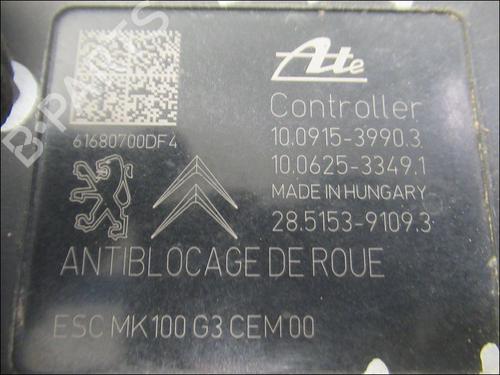 Ate
61680700DF4
Controller
10.0915-3990.3
10.0625-3349.1
MADE IN HUNGARY
28.5153-9109.3
ANTIBLOCAGE DE ROUE
ESC MK100 G3 CEM 00
B-PARTS